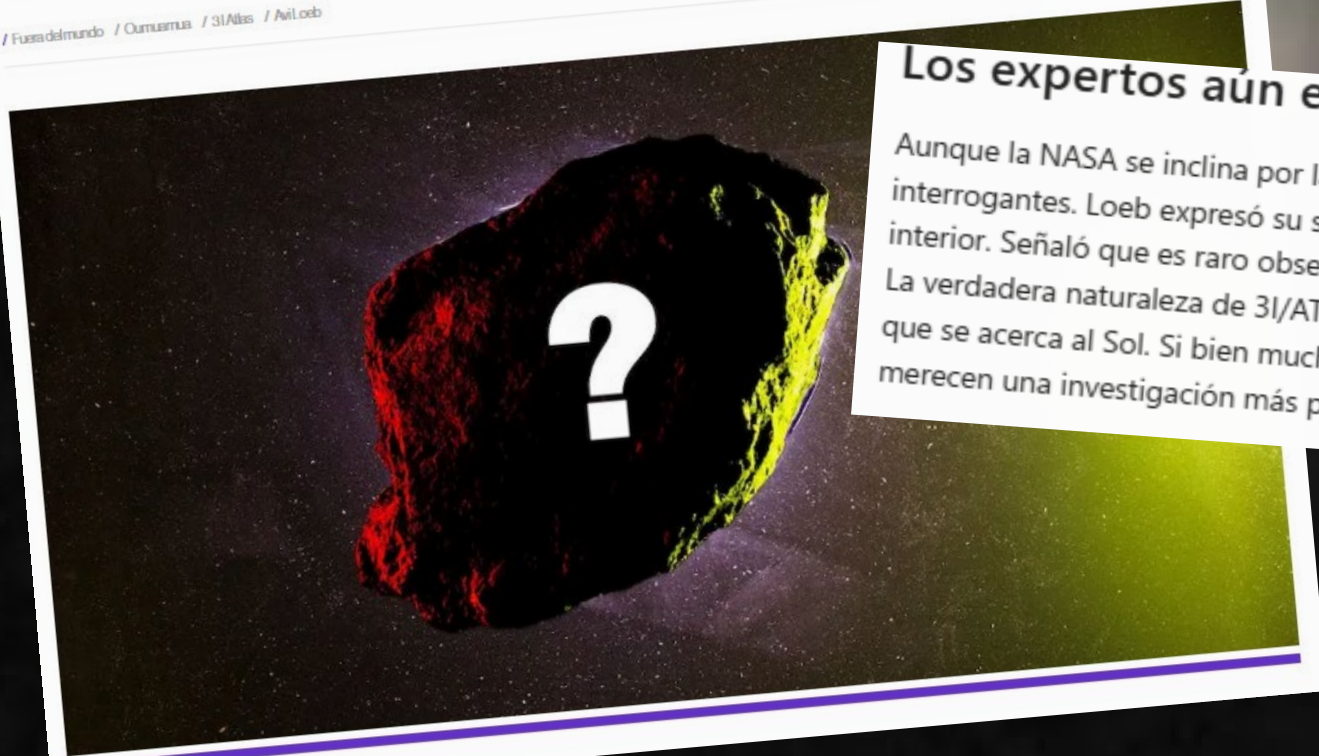 / Fuera del mundo / Oumuamua / 3I Atlas / Avi Loeb
Los expertos aún e
Aunque la NASA se inclina por l
interrogantes. Loeb expresó su s
interior. Señaló que es raro obse
La verdadera naturaleza de 3I/AT
que se acerca al Sol. Si bien much
merecen una investigación más p
?